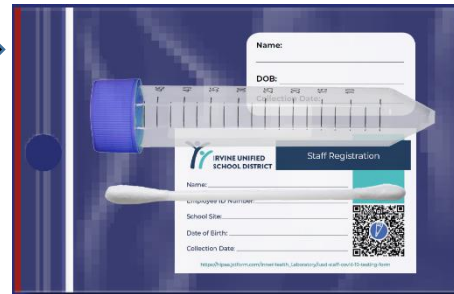 Name:
DOB:
Collection Date:
IRVINE UNIFIED
SCHOOL DISTRICT
Staff Registration
Name:
Employee ID Number:
School Site:
Date of Birth:
Collection Date: